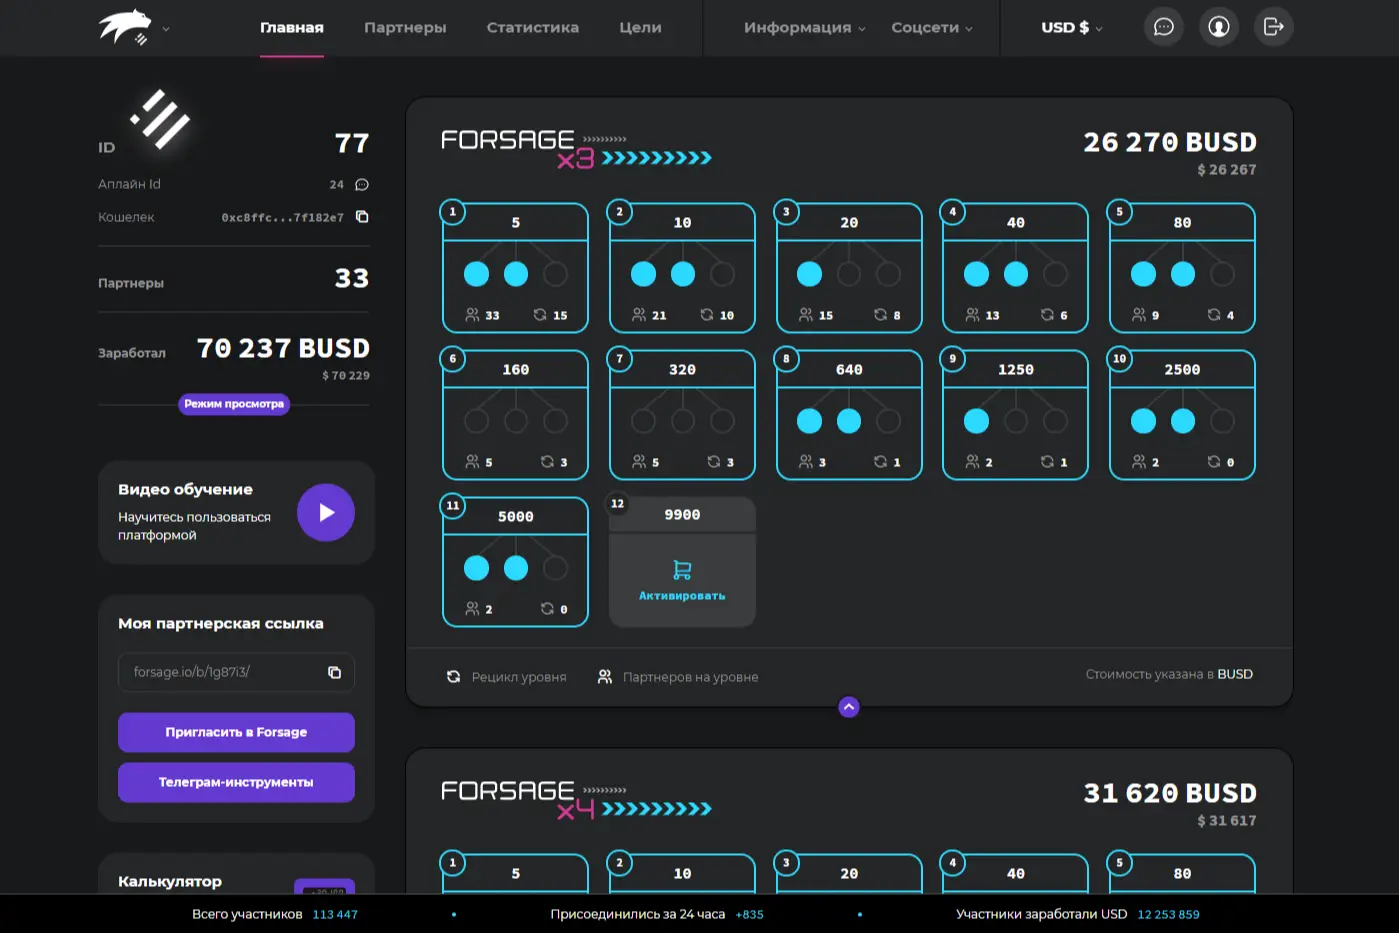 Главная
Партнеры
Статистика
Цели
Информация
Соцсети
USD $
ID 77
Аплайн Id 24
Кошелек 0xc8ffc...7f182e7
Партнеры 33
Заработал 70 237 BUSD
$ 70 229
Режим просмотра
Видео обучение
Научитесь пользоваться
платформой
Моя партнерская ссылка
forsage.io/b/1g87i3/
Пригласить в Forsage
Телеграм-инструменты
Калькулятор
FORSAGE
x3
26 270 BUSD
$ 26 267
1 5
33 15
2 10
21 10
3 20
15 8
4 40
13 6
5 80
9 4
6 160
5 3
7 320
5 3
8 640
3 1
9 1250
2 1
10 2500
2 0
11 5000
2 0
12 9900
Активировать
Рецикл уровня
Партнеров на уровне
Стоимость указана в BUSD
FORSAGE
x4
31 620 BUSD
$ 31 617
1 5
2 10
3 20
4 40
5 80
Всего участников 113 447
Присоединились за 24 часа +835
Участники заработали USD 12 253 859